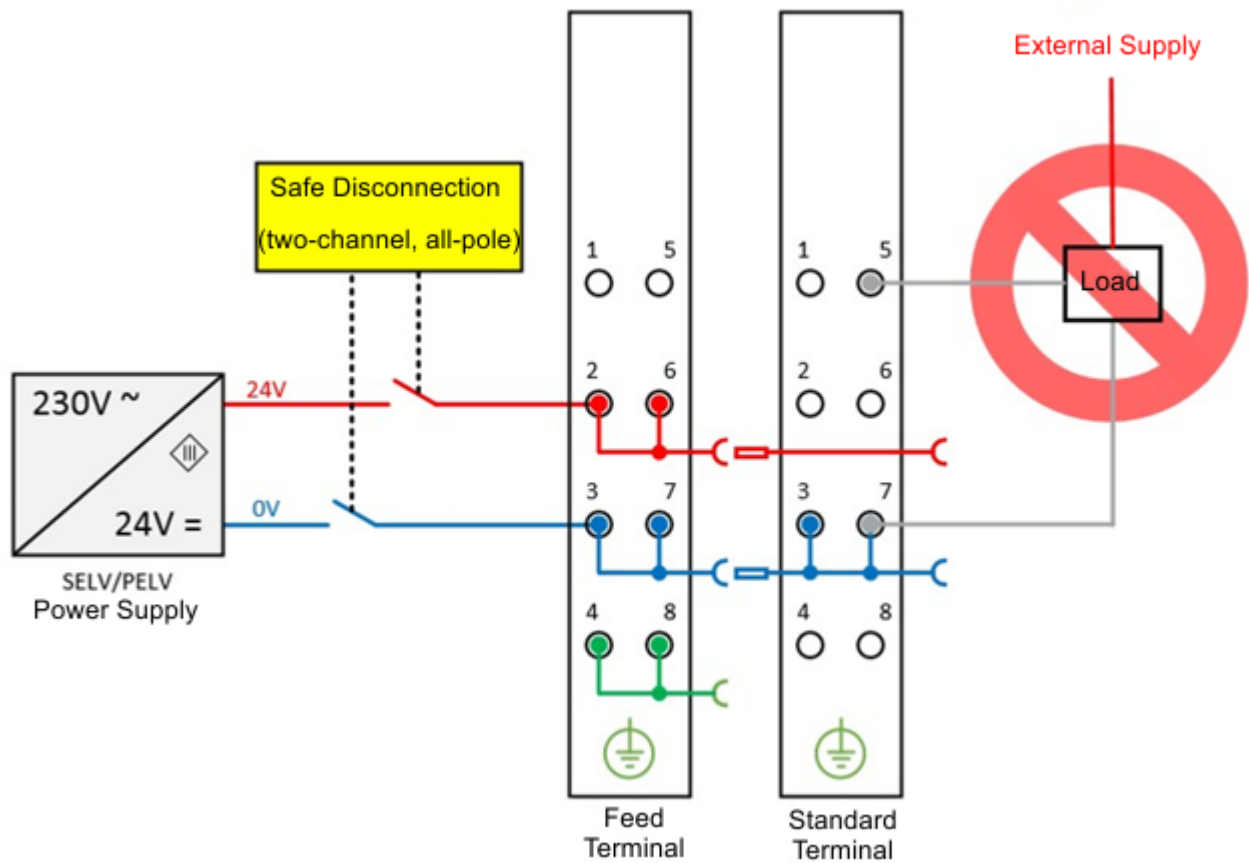 External Supply
Safe Disconnection
(two-channel, all-pole)
1 5 1 5
Load
2 6 2 6
230V ~
24V
III
3 7 3 7
0V
24V =
SELV/PELV
Power Supply
4 8 4 8
Feed
Terminal
Standard
Terminal